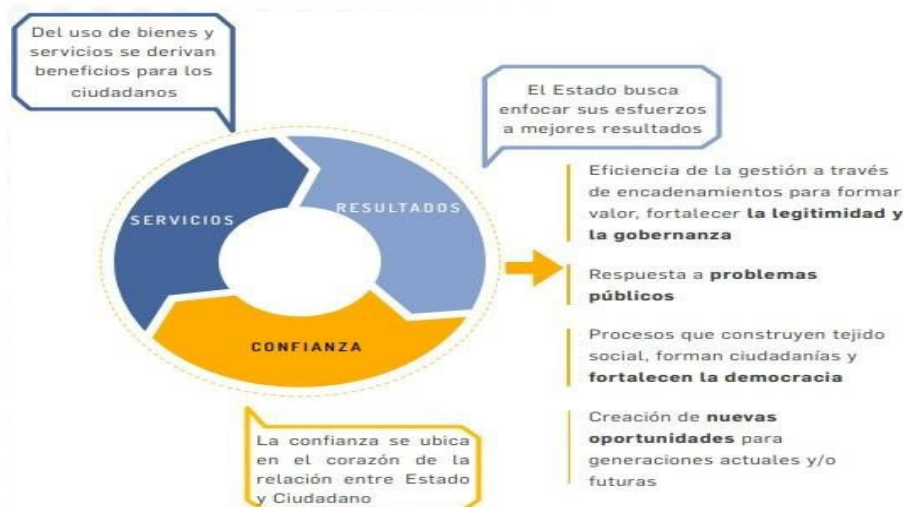 Del uso de bienes y
servicios se derivan
beneficios para los
ciudadanos
El Estado busca
enfocar sus esfuerzos
a mejores resultados
SERVICIOS
RESULTADOS
CONFIANZA
La confianza se ubica
en el corazón de la
relación entre Estado
y Ciudadano
Eficiencia de la gestión a través
de encadenamientos para formar
valor, fortalecer la legitimidad y
la gobernanza
Respuesta a problemas
públicos
Procesos que construyen tejido
social, forman ciudadanías y
fortalecen la democracia
Creación de nuevas
oportunidades para
generaciones actuales y/o
futuras